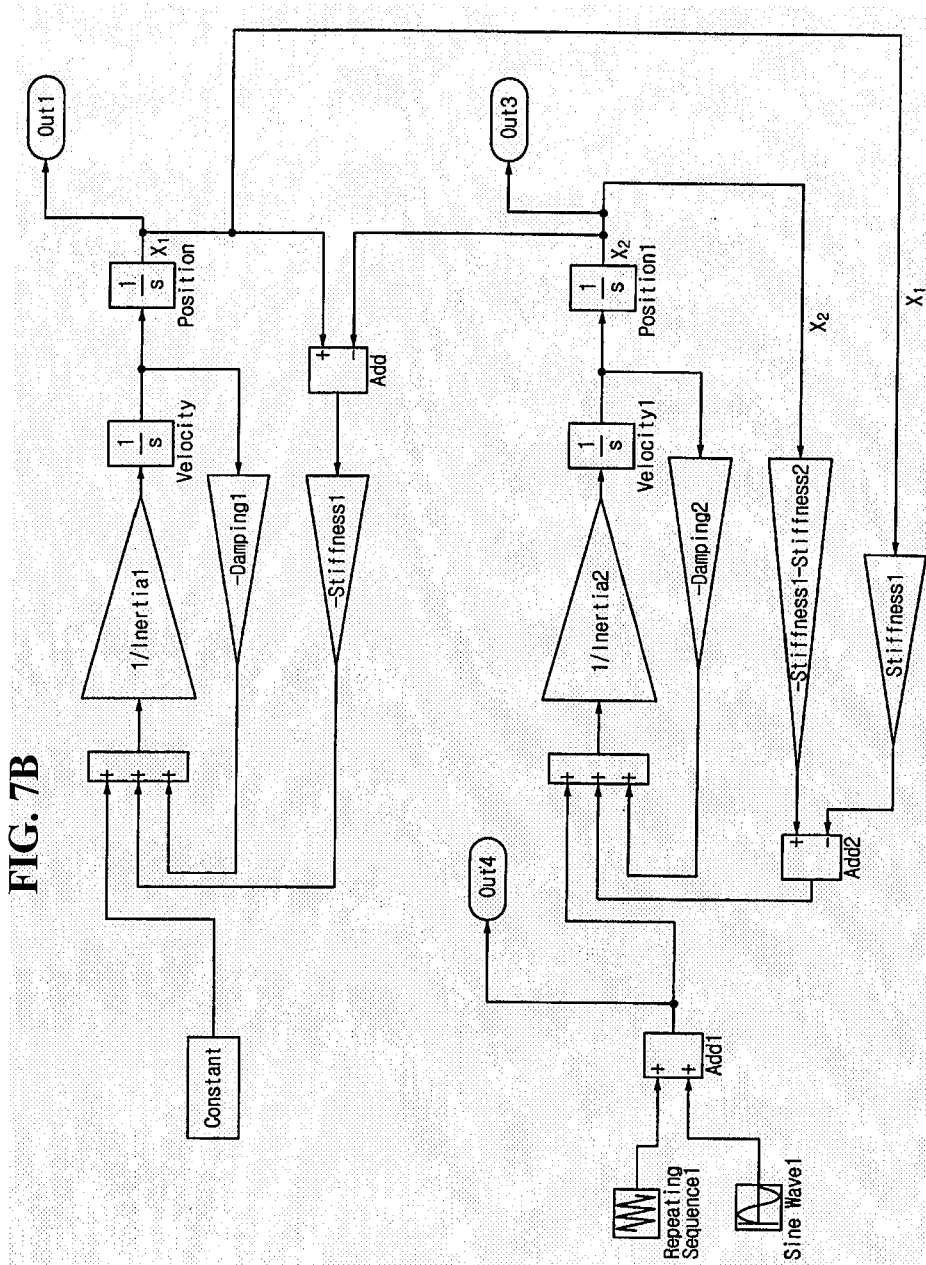 FIG. 7B
Constant
+
+
+
1/Inertia1
1
s
Velocity
1
s
Position
X1
Out1
-Damping1
-Stiffness1
+
-
Add
Repeating
Sequence1
Sine Wave1
+
+
Add1
Out4
+
+
+
1/Inertia2
1
s
Velocity1
1
s
Position1
X2
Out3
-Damping2
-Stiffness1-Stiffness2
X2
Stiffness1
X1
+
-
Add2